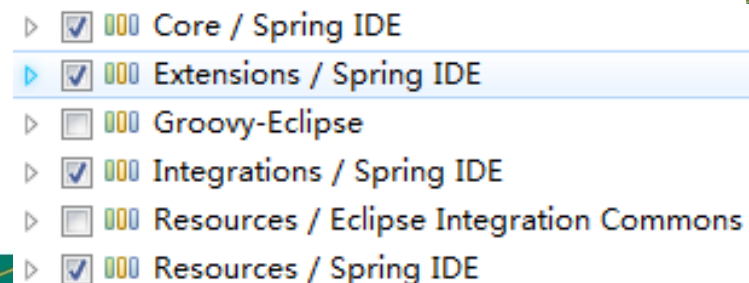 Core / Spring IDE
Extensions / Spring IDE
Groovy-Eclipse
Integrations / Spring IDE
Resources / Eclipse Integration Commons
Resources / Spring IDE